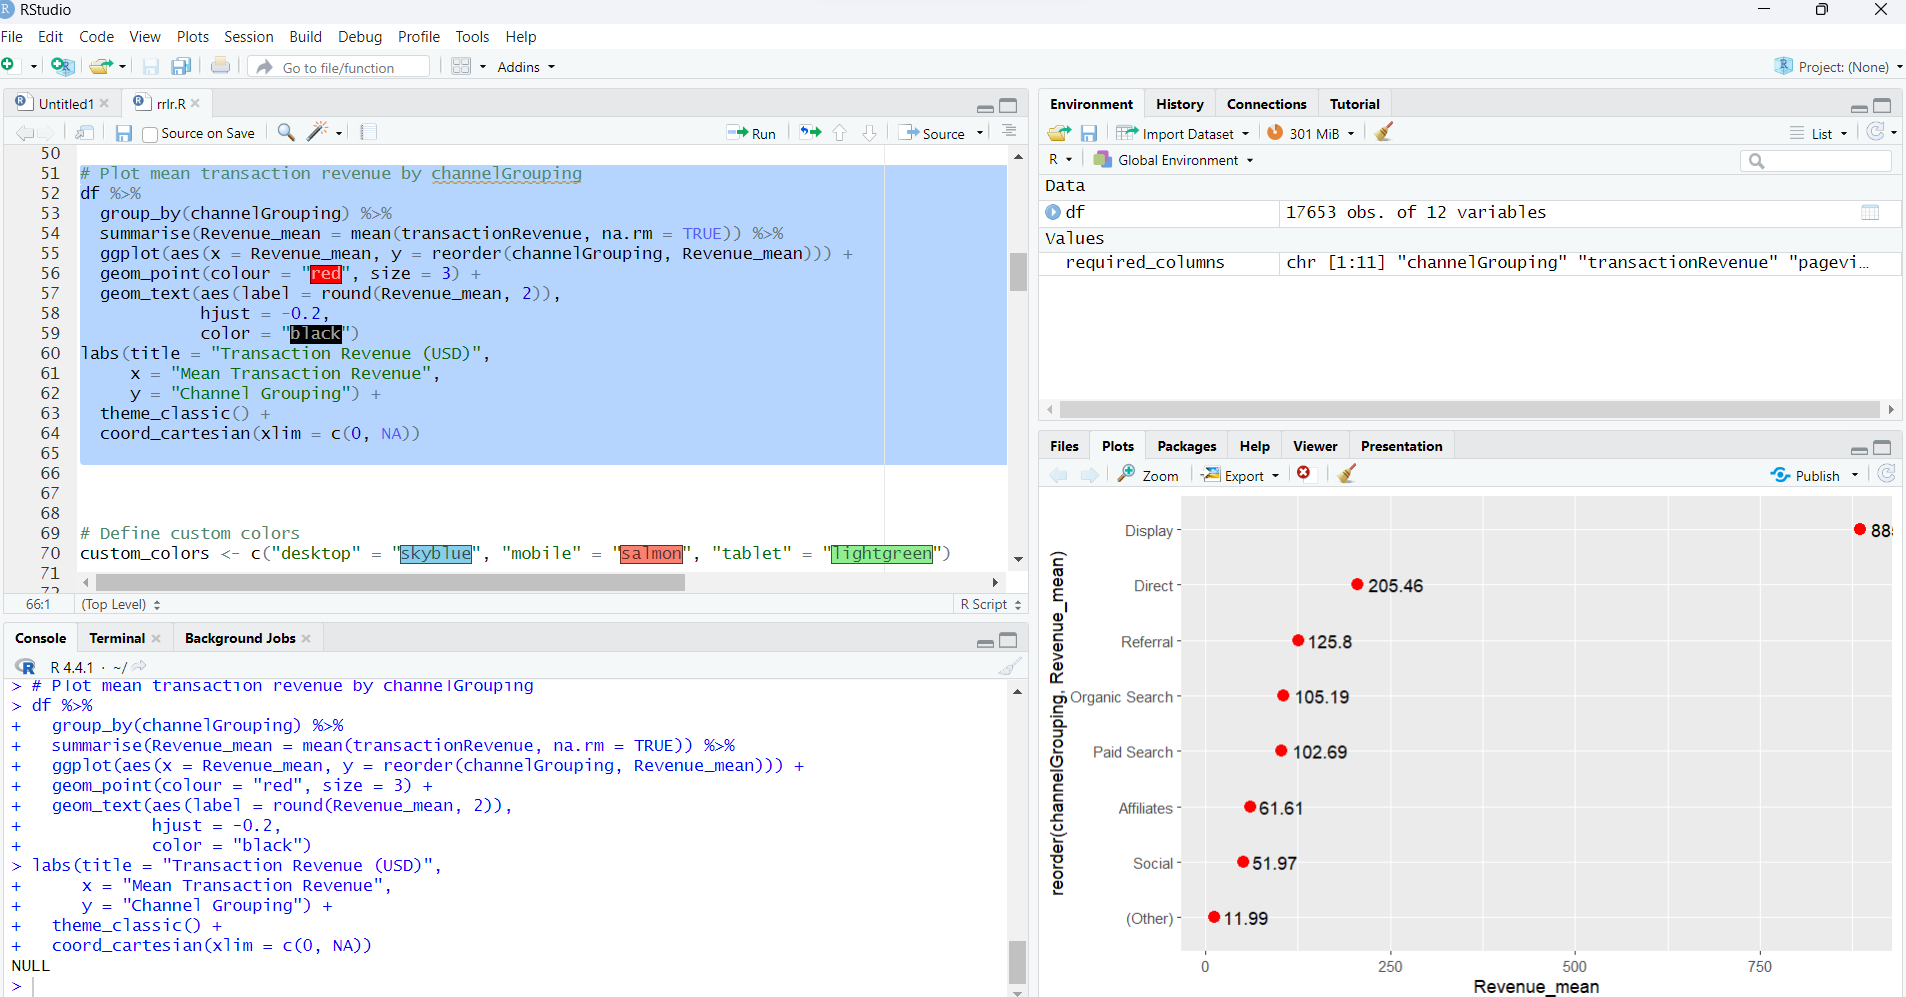 RStudio
File Edit Code View Plots Session Build Debug Profile Tools Help
Go to file/function Addins Project: (None)
Untitled1 rrlr.R
Source on Save Run Source
50
51 # Plot mean transaction revenue by channelGrouping
52 df %>%
53 group_by(channelGrouping) %>%
54 summarise(Revenue_mean = mean(transactionRevenue, na.rm = TRUE)) %>%
55 ggplot(aes(x = Revenue_mean, y = reorder(channelGrouping, Revenue_mean))) +
56 geom_point(colour = "red", size = 3) +
57 geom_text(aes(label = round(Revenue_mean, 2)),
58 hjust = -0.2,
59 color = "black")
60 labs(title = "Transaction Revenue (USD)",
61 x = "Mean Transaction Revenue",
62 y = "Channel Grouping") +
63 theme_classic() +
64 coord_cartesian(xlim = c(0, NA))
65
66
67
68
69 # Define custom colors
70 custom_colors <- c("desktop" = "skyblue", "mobile" = "salmon", "tablet" = "lightgreen")
71
72
66:1 (Top Level) R Script
Console Terminal Background Jobs
R 4.4.1 · ~/
> # Plot mean transaction revenue by channelGrouping
> df %>%
+ group_by(channelGrouping) %>%
+ summarise(Revenue_mean = mean(transactionRevenue, na.rm = TRUE)) %>%
+ ggplot(aes(x = Revenue_mean, y = reorder(channelGrouping, Revenue_mean))) +
+ geom_point(colour = "red", size = 3) +
+ geom_text(aes(label = round(Revenue_mean, 2)),
+ hjust = -0.2,
+ color = "black")
> labs(title = "Transaction Revenue (USD)",
+ x = "Mean Transaction Revenue",
+ y = "Channel Grouping") +
+ theme_classic() +
+ coord_cartesian(xlim = c(0, NA))
NULL
>
Environment History Connections Tutorial
Import Dataset 301 MiB List
R Global Environment
Data
df 17653 obs. of 12 variables
Values
required_columns chr [1:11] "channelGrouping" "transactionRevenue" "pagevi…
Files Plots Packages Help Viewer Presentation
Zoom Export Publish
reorder(channelGrouping, Revenue_mean)
Display 88
Direct 205.46
Referral 125.8
Organic Search 105.19
Paid Search 102.69
Affiliates 61.61
Social 51.97
(Other) 11.99
0 250 500 750
Revenue_mean